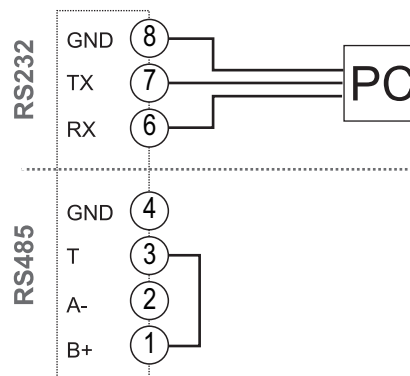 RS232
GND 8
TX 7
RX 6
PC
RS485
GND 4
T 3
A- 2
B+ 1